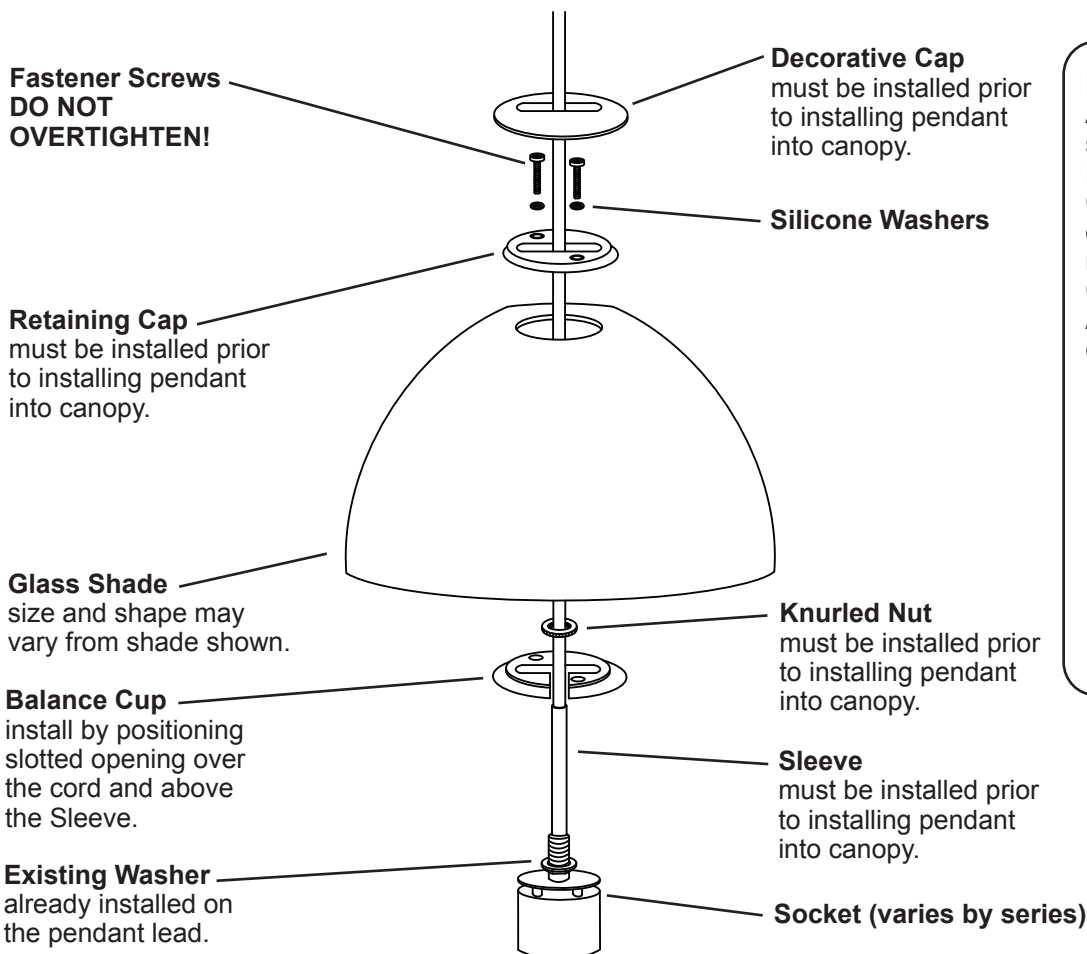 Fastener Screws
DO NOT
OVERTIGHTEN!
Decorative Cap
must be installed prior
to installing pendant
into canopy.
Silicone Washers
Retaining Cap
must be installed prior
to installing pendant
into canopy.
Glass Shade
size and shape may
vary from shade shown.
Knurled Nut
must be installed prior
to installing pendant
into canopy.
Balance Cup
install by positioning
slotted opening over
the cord and above
the Sleeve.
Sleeve
must be installed prior
to installing pendant
into canopy.
Existing Washer
already installed on
the pendant lead.
Socket (varies by series)